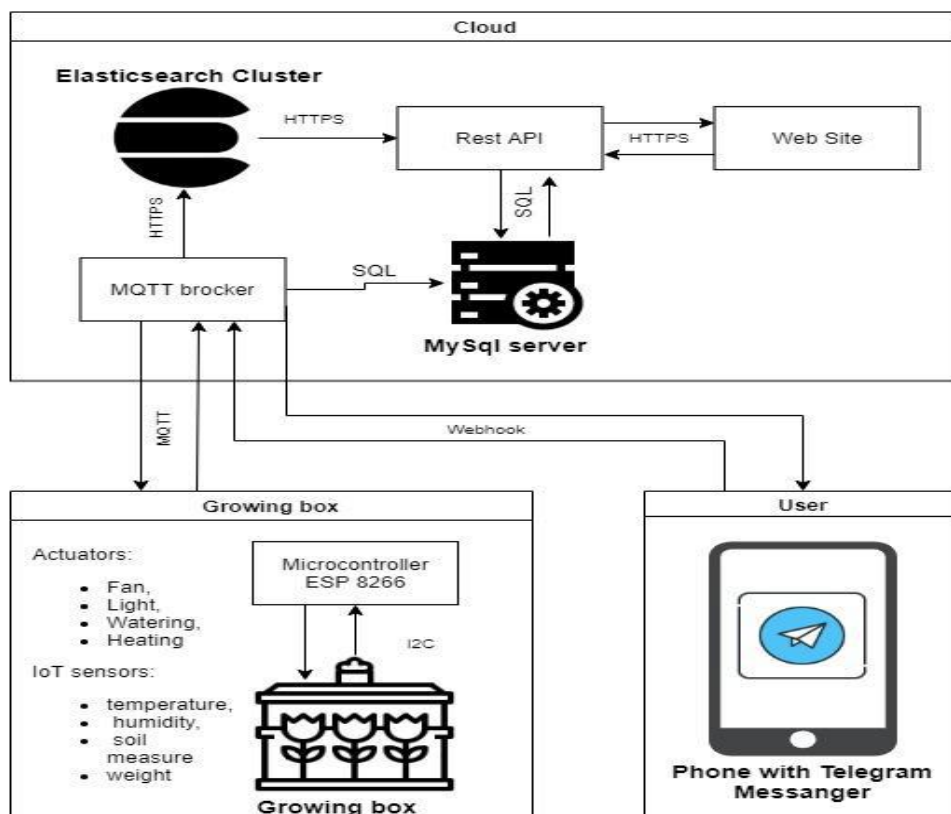 Cloud
Elasticsearch Cluster
HTTPS
Rest API
HTTPS
Web Site
HTTPS
SQL
MQTT brocker
SQL
MySql server
MQTT
Webhook
Growing box
Actuators:
• Fan,
• Light,
• Watering,
• Heating
IoT sensors:
• temperature,
• humidity,
• soil
measure
• weight
Microcontroller
ESP 8266
I2C
Growing box
User
Phone with Telegram
Messanger